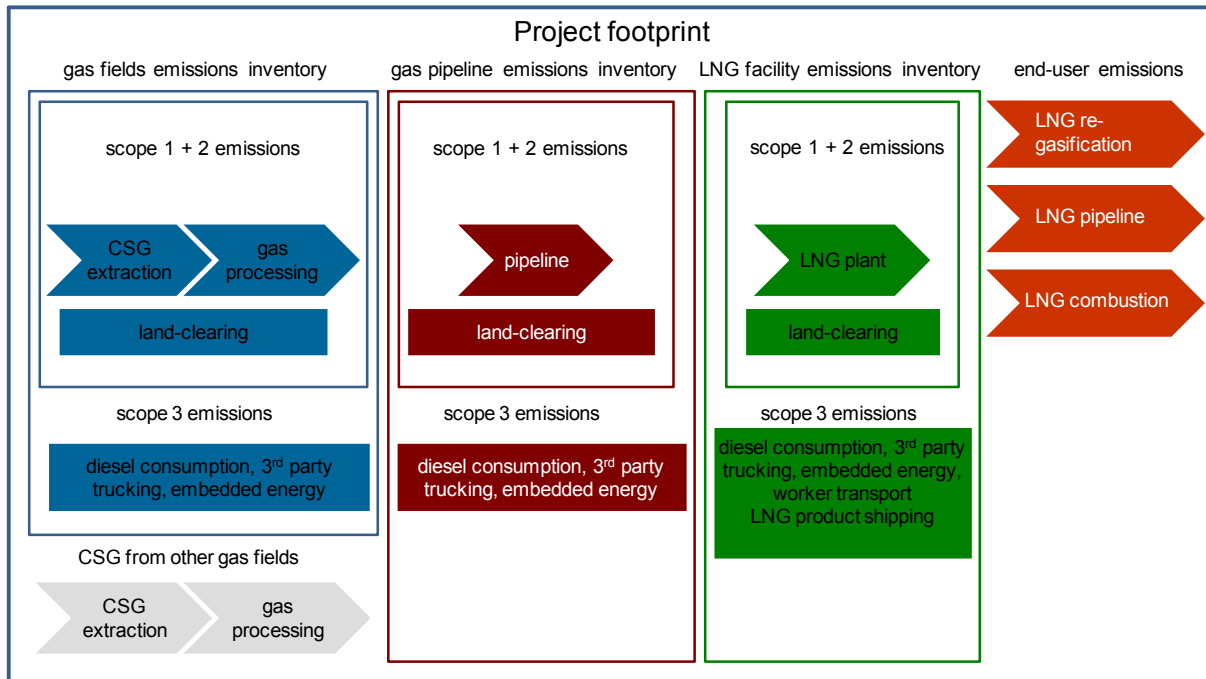 Project footprint
gas fields emissions inventory
gas pipeline emissions inventory
LNG facility emissions inventory
end-user emissions
scope 1 + 2 emissions
CSG
extraction
gas
processing
land-clearing
scope 3 emissions
diesel consumption, 3rd party
trucking, embedded energy
CSG from other gas fields
CSG
extraction
gas
processing
scope 1 + 2 emissions
pipeline
land-clearing
scope 3 emissions
diesel consumption, 3rd party
trucking, embedded energy
scope 1 + 2 emissions
LNG plant
land-clearing
scope 3 emissions
diesel consumption, 3rd party
trucking, embedded energy,
worker transport
LNG product shipping
LNG re-
gasification
LNG pipeline
LNG combustion